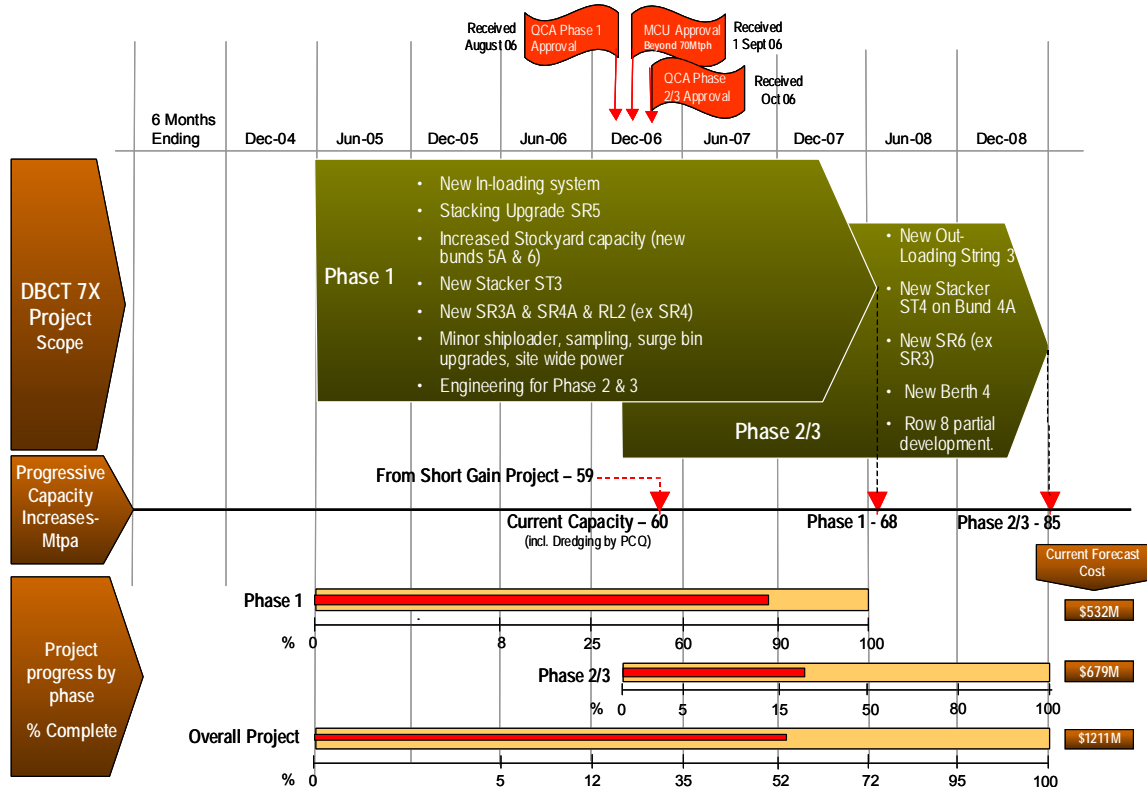 Received
August 06
QCA Phase 1
Approval
MCU Approval
Beyond 70Mtph
Received
1 Sept 06
QCA Phase
2/3 Approval
Received
Oct 06
6 Months
Ending
Dec-04
Jun-05
Dec-05
Jun-06
Dec-06
Jun-07
Dec-07
Jun-08
Dec-08
DBCT 7X
Project
Scope
Phase 1
• New In-loading system
• Stacking Upgrade SR5
• Increased Stockyard capacity (new
bunds 5A & 6)
• New Stacker ST3
• New SR3A & SR4A & RL2 (ex SR4)
• Minor shiploader, sampling, surge bin
upgrades, site wide power
• Engineering for Phase 2 & 3
Phase 2/3
• New Out-
Loading String 3
• New Stacker
ST4 on Bund 4A
• New SR6 (ex
SR3)
• New Berth 4
• Row 8 partial
development.
Progressive
Capacity
Increases-
Mtpa
From Short Gain Project – 59
Current Capacity – 60
(incl. Dredging by PCQ)
Phase 1 - 68
Phase 2/3 - 85
Current Forecast
Cost
Project
progress by
phase
% Complete
Phase 1
$532M
% 0 8 25 60 90 100
Phase 2/3
$679M
% 0 5 15 50 80 100
Overall Project
$1211M
% 0 5 12 35 52 72 95 100